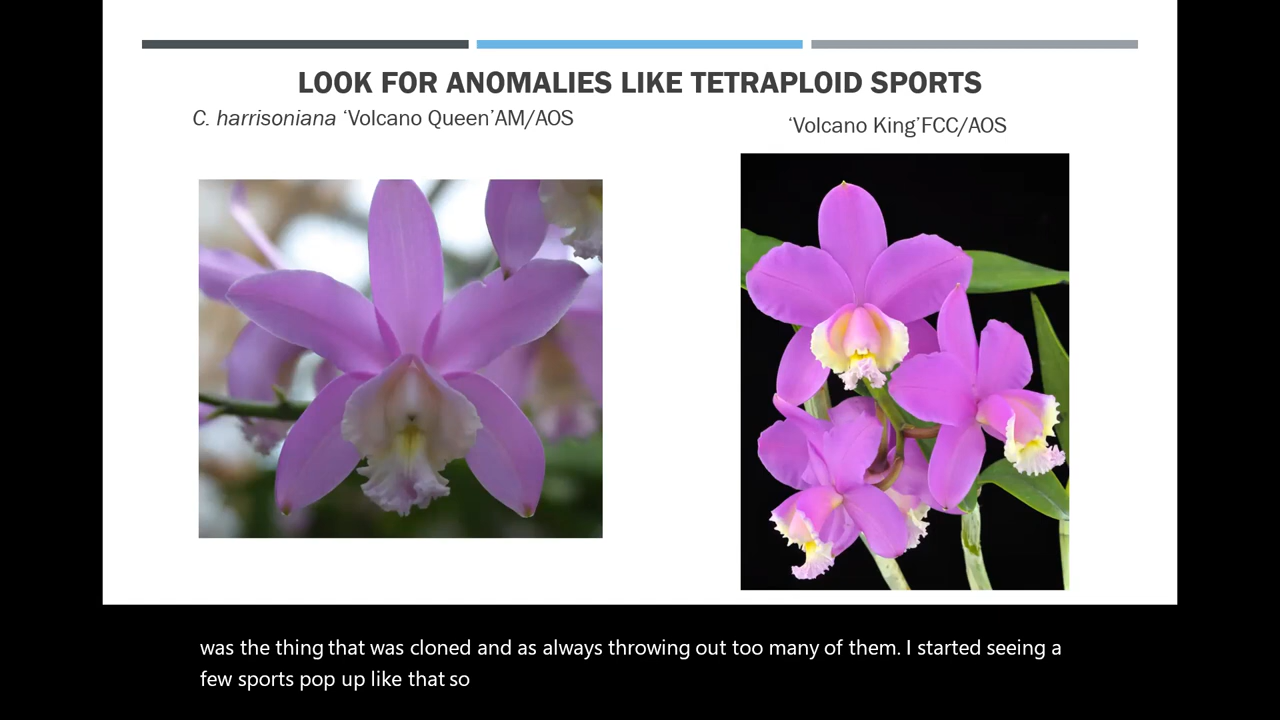 LOOK FOR ANOMALIES LIKE TETRAPLOID SPORTS
C. harrisoniana ‘Volcano Queen’AM/AOS
‘Volcano King’FCC/AOS
was the thing that was cloned and as always throwing out too many of them. I started seeing a
few sports pop up like that so